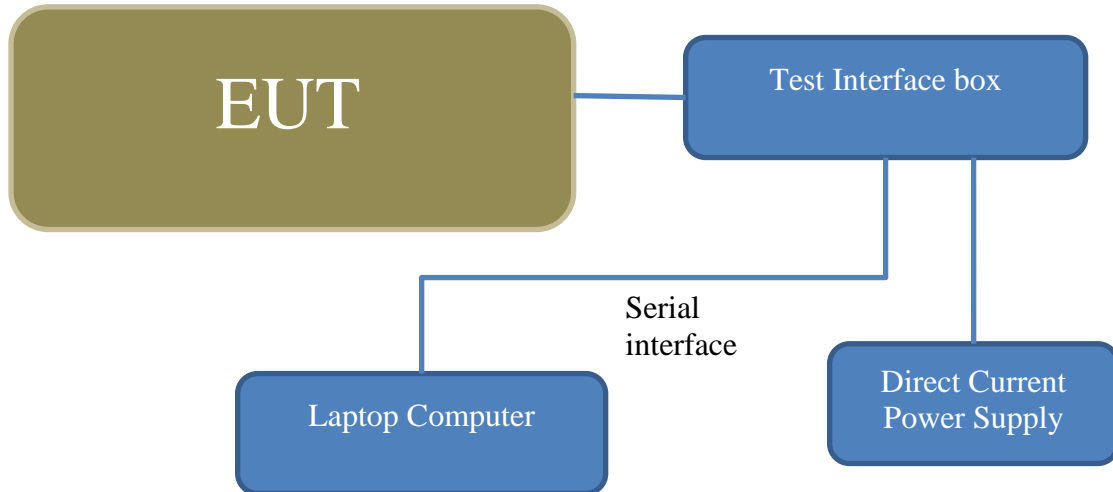 EUT
Test Interface box
Serial
interface
Laptop Computer
Direct Current
Power Supply